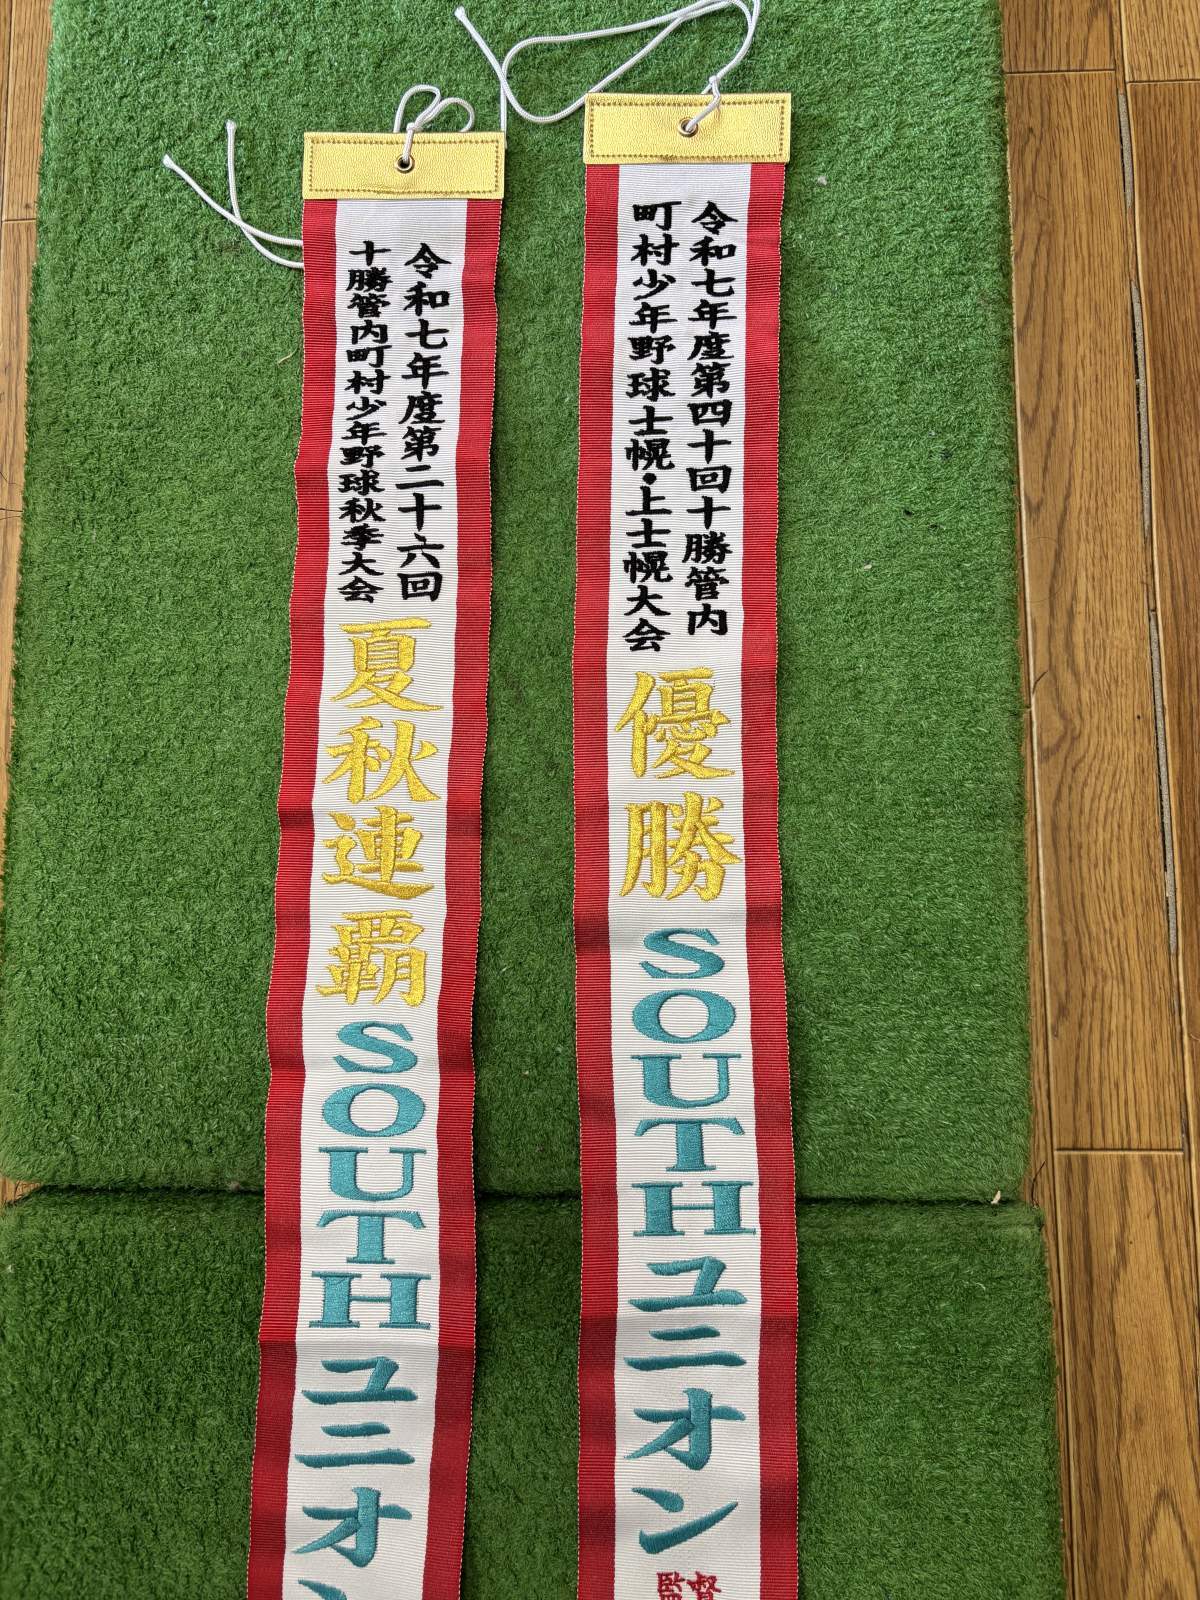 令和七年度第四十回十勝管内
町村少年野球士幌・上士幌大会
優勝
SOUTHユニオン
監督
令和七年度第二十六回
十勝管内町村少年野球秋季大会
夏秋連覇
SOUTHユニオン